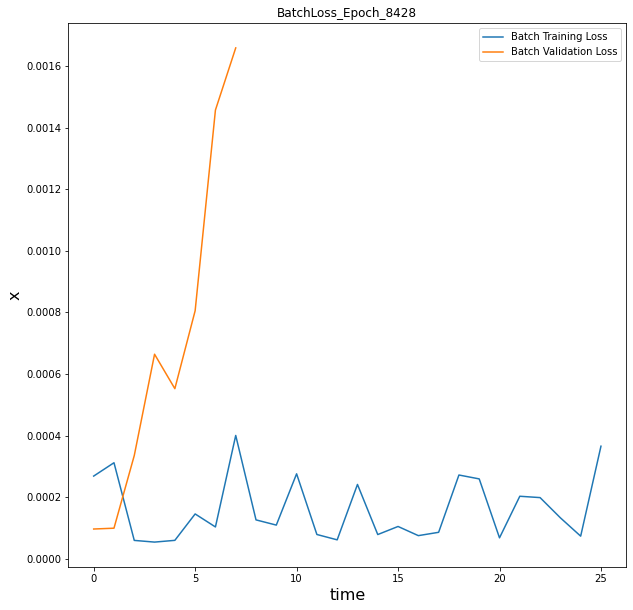 BatchLoss_Epoch_8428
Batch Training Loss
Batch Validation Loss
0.0016
0.0014
0.0012
0.0010
0.0008
0.0006
0.0004
0.0002
0.0000
x
0 5 10 15 20 25
time